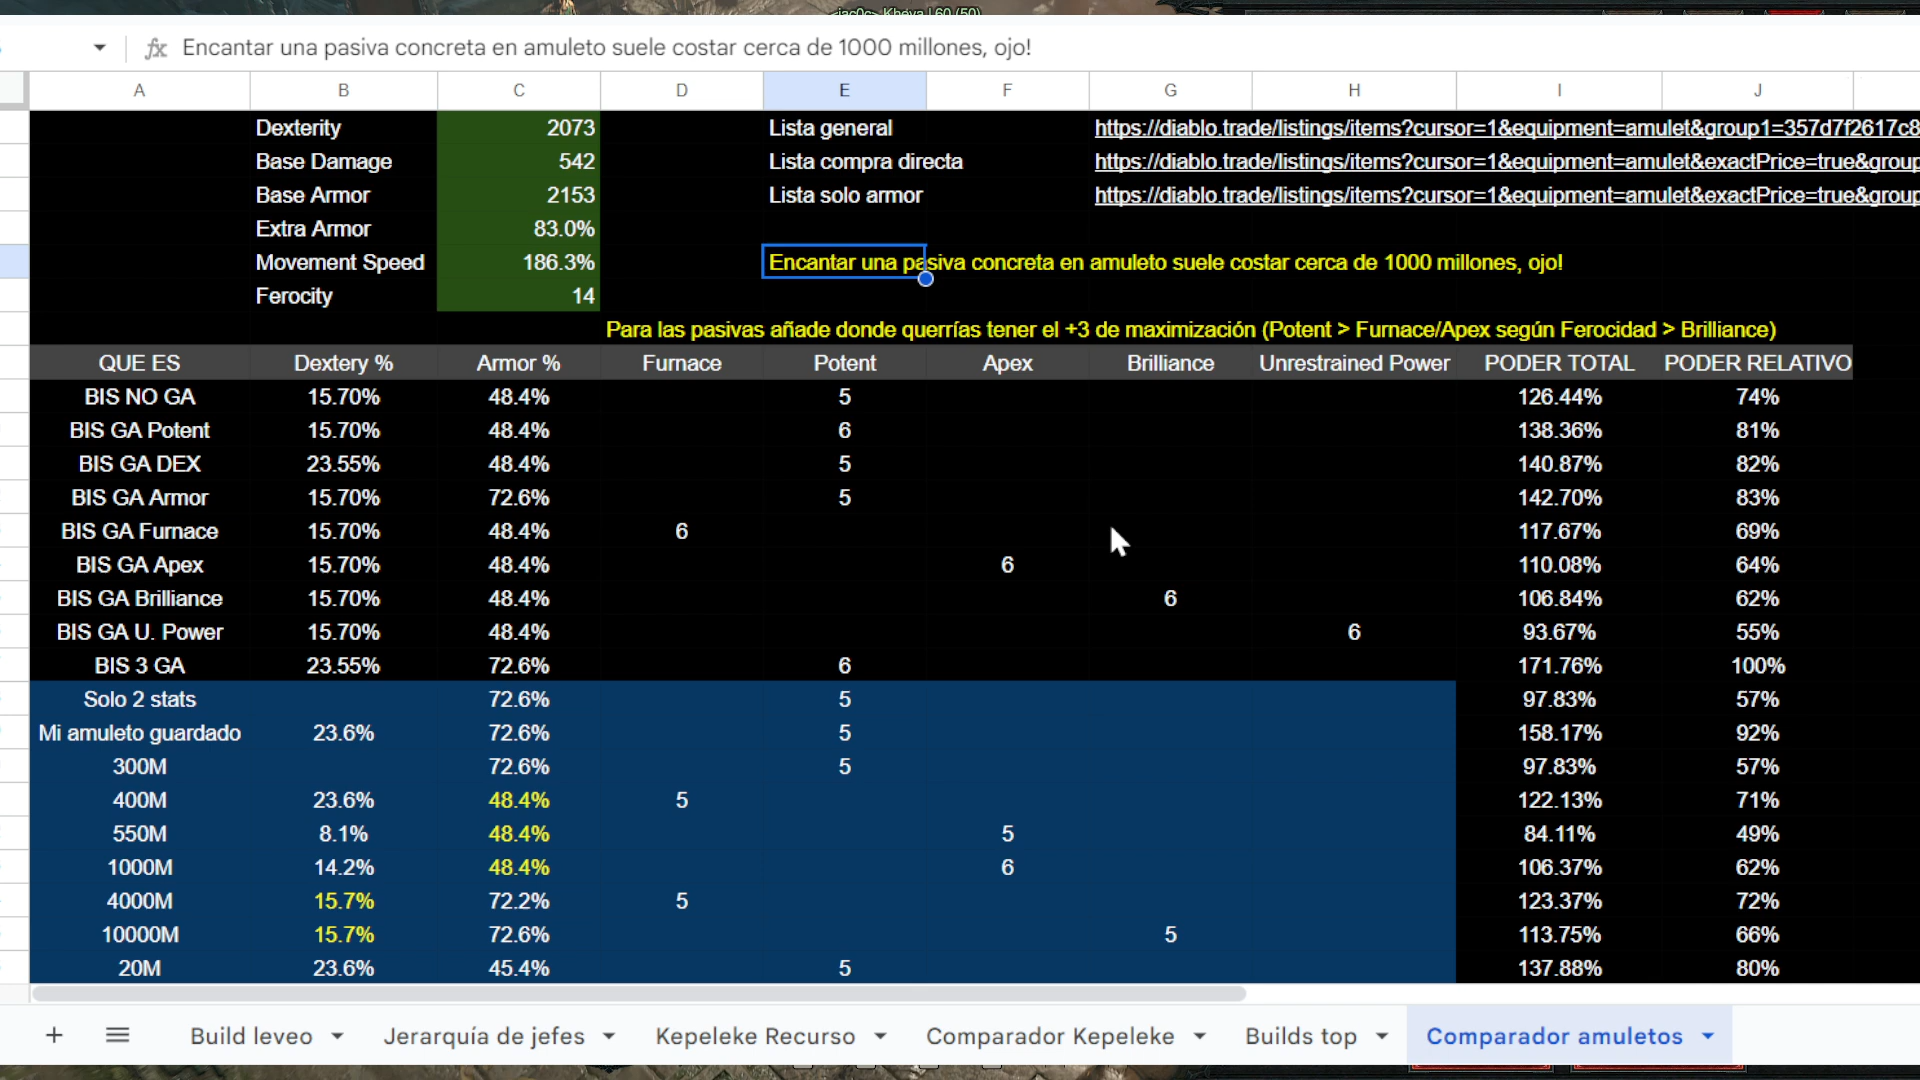 <jac0c> Kheva | 60 (50)
fx Encantar una pasiva concreta en amuleto suele costar cerca de 1000 millones, ojo!
A B C D E F G H I J
Dexterity 2073 Lista general https://diablo.trade/listings/items?cursor=1&equipment=amulet&group1=357d7f2617c8
Base Damage 542 Lista compra directa https://diablo.trade/listings/items?cursor=1&equipment=amulet&exactPrice=true&group
Base Armor 2153 Lista solo armor https://diablo.trade/listings/items?cursor=1&equipment=amulet&exactPrice=true&group
Extra Armor 83.0%
Movement Speed 186.3% Encantar una pasiva concreta en amuleto suele costar cerca de 1000 millones, ojo!
Ferocity 14
Para las pasivas añade donde querrías tener el +3 de maximización (Potent > Furnace/Apex según Ferocidad > Brilliance)
QUE ES Dextery % Armor % Furnace Potent Apex Brilliance Unrestrained Power PODER TOTAL PODER RELATIVO
BIS NO GA 15.70% 48.4% 5 126.44% 74%
BIS GA Potent 15.70% 48.4% 6 138.36% 81%
BIS GA DEX 23.55% 48.4% 5 140.87% 82%
BIS GA Armor 15.70% 72.6% 5 142.70% 83%
BIS GA Furnace 15.70% 48.4% 6 117.67% 69%
BIS GA Apex 15.70% 48.4% 6 110.08% 64%
BIS GA Brilliance 15.70% 48.4% 6 106.84% 62%
BIS GA U. Power 15.70% 48.4% 6 93.67% 55%
BIS 3 GA 23.55% 72.6% 6 171.76% 100%
Solo 2 stats 72.6% 5 97.83% 57%
Mi amuleto guardado 23.6% 72.6% 5 158.17% 92%
300M 72.6% 5 97.83% 57%
400M 23.6% 48.4% 5 122.13% 71%
550M 8.1% 48.4% 5 84.11% 49%
1000M 14.2% 48.4% 6 106.37% 62%
4000M 15.7% 72.2% 5 123.37% 72%
10000M 15.7% 72.6% 5 113.75% 66%
20M 23.6% 45.4% 5 137.88% 80%
Build leveo Jerarquía de jefes Kepeleke Recurso Comparador Kepeleke Builds top Comparador amuletos